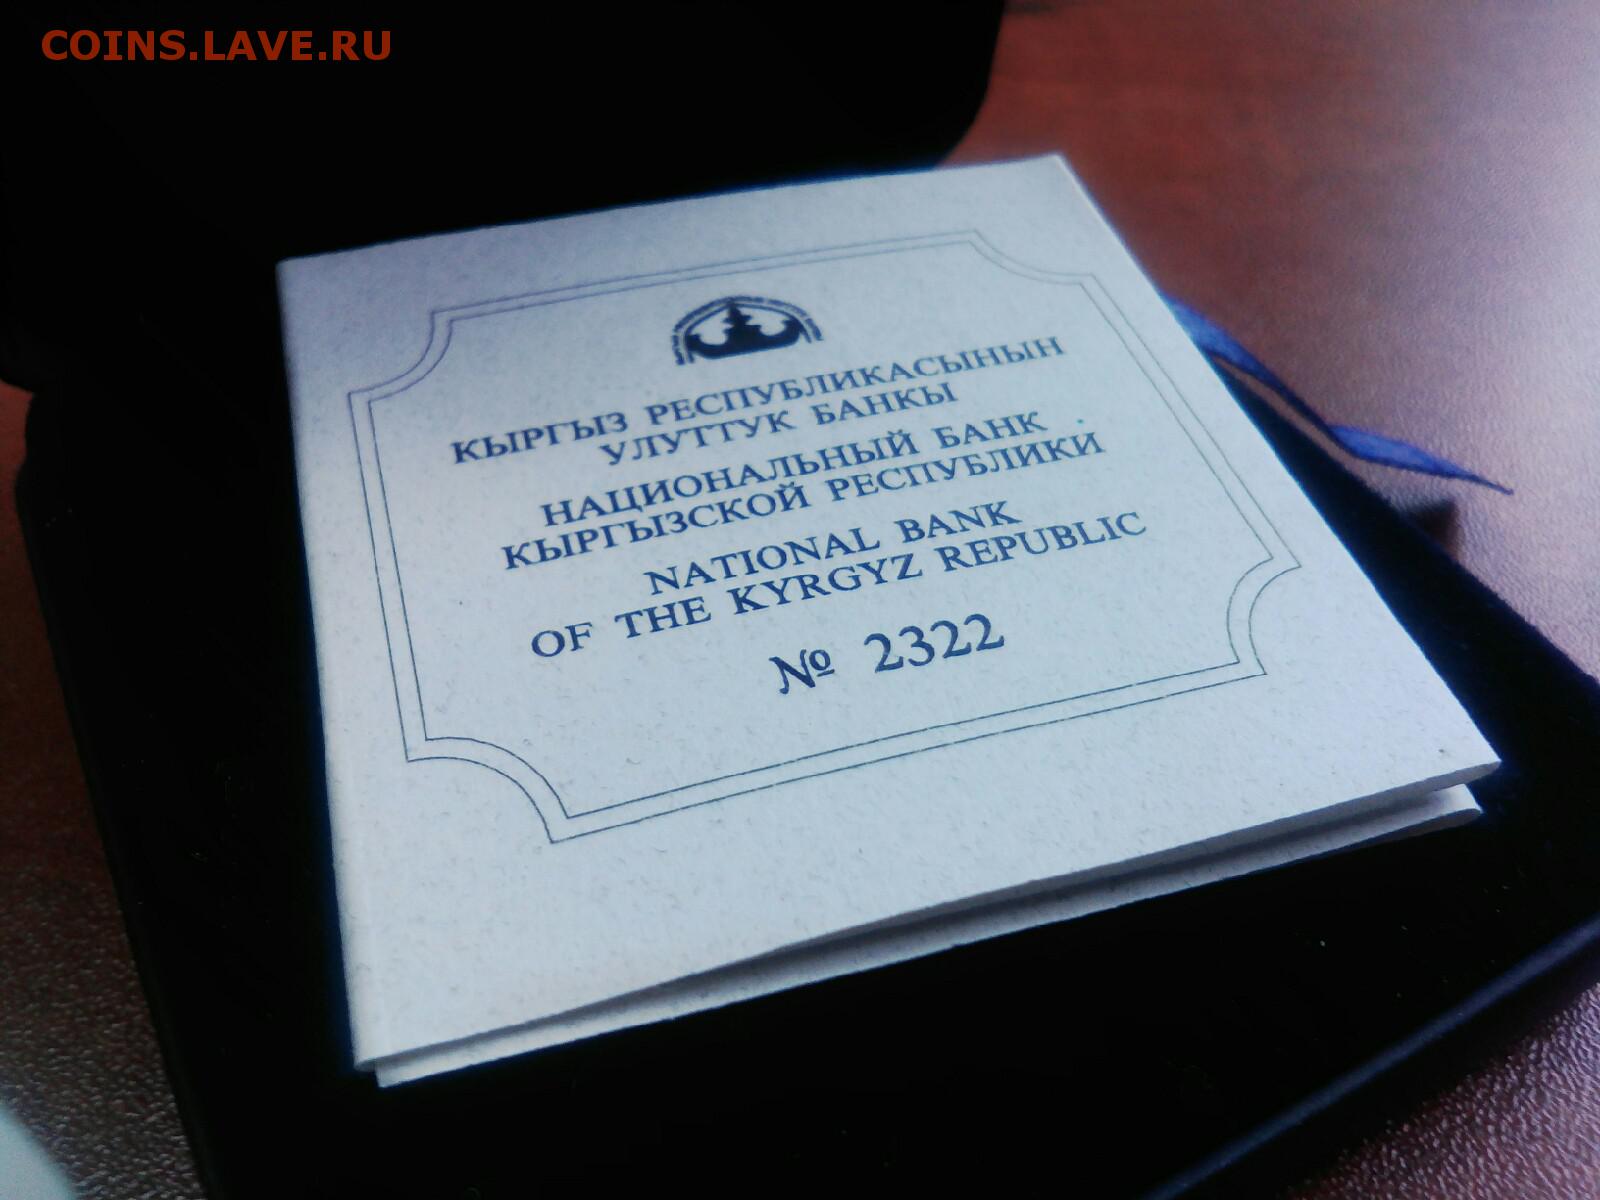 COINS.LAVE.RU
КЫРГЫЗ РЕСПУБЛИКАСЫНЫН
УЛУТТУК БАНКЫ
НАЦИОНАЛЬНЫЙ БАНК
КЫРГЫЗСКОЙ РЕСПУБЛИКИ
NATIONAL BANK
OF THE KYRGYZ REPUBLIC
№ 2322